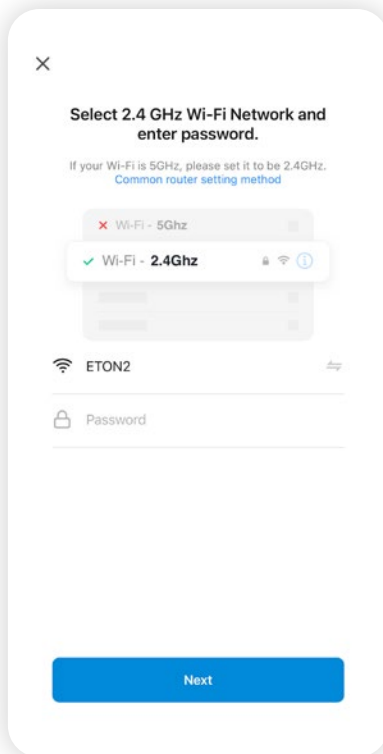 Select 2.4 GHz Wi-Fi Network and
enter password.
If your Wi-Fi is 5GHz, please set it to be 2.4GHz.
Common router setting method
Wi-Fi - 5Ghz
Wi-Fi - 2.4Ghz
ETON2
Password
Next